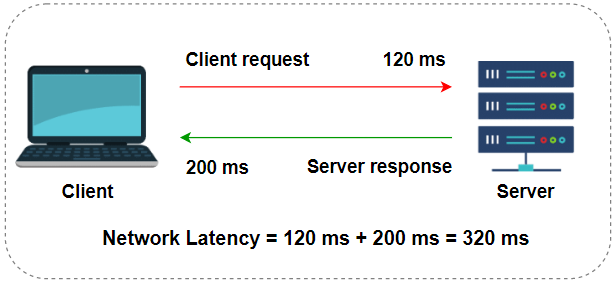 Client request 120 ms
200 ms Server response
Client Server
Network Latency = 120 ms + 200 ms = 320 ms